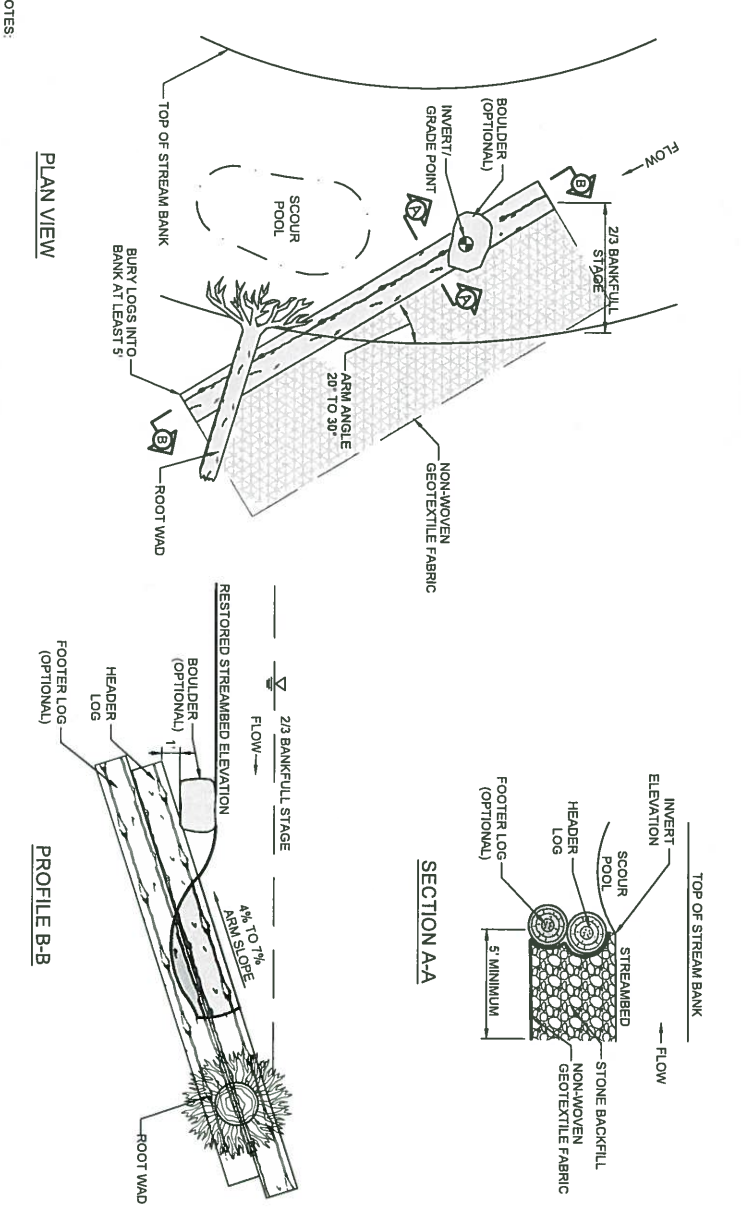 TOP OF STREAM BANK
FLOW
INVERT
ELEVATION
SCOUR
POOL
STREAMBED
HEADER
LOG
FOOTER LOG
(OPTIONAL)
5' MINIMUM
STONE BACKFILL
NON-WOVEN
GEOTEXTILE FABRIC
SECTION A-A
FLOW
B
2/3 BANKFULL
STAGE
BOULDER
(OPTIONAL)
INVERT/
GRADE POINT
A
A
SCOUR
POOL
TOP OF STREAM BANK
ARM ANGLE
20° TO 30°
NON-WOVEN
GEOTEXTILE FABRIC
BURY LOGS INTO
BANK AT LEAST 5'
B
ROOT WAD
PLAN VIEW
2/3 BANKFULL STAGE
FLOW
RESTORED STREAMBED ELEVATION
BOULDER
(OPTIONAL)
1'
HEADER
LOG
FOOTER LOG
(OPTIONAL)
4% TO 7%
ARM SLOPE
ROOT WAD
PROFILE B-B
OTES: